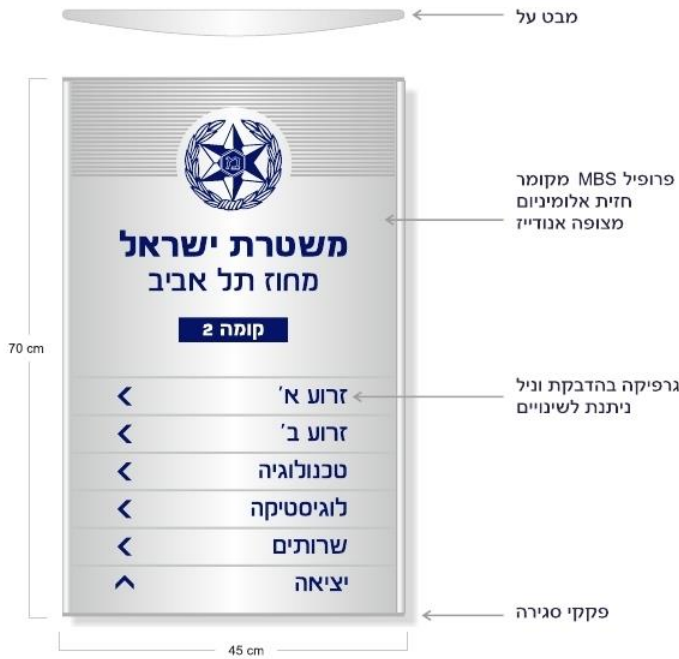 מבט על
פרופיל MBS מקומר
חזית אלומיניום
מצופה אנודייז
משטרת ישראל
מחוז תל אביב
קומה 2
70 cm
גרפיקה בהדבקת וניל
ניתנת לשינויים
זרוע א'
זרוע ב'
טכנולוגיה
לוגיסטיקה
שרותים
יציאה
פקקי סגירה
45 cm